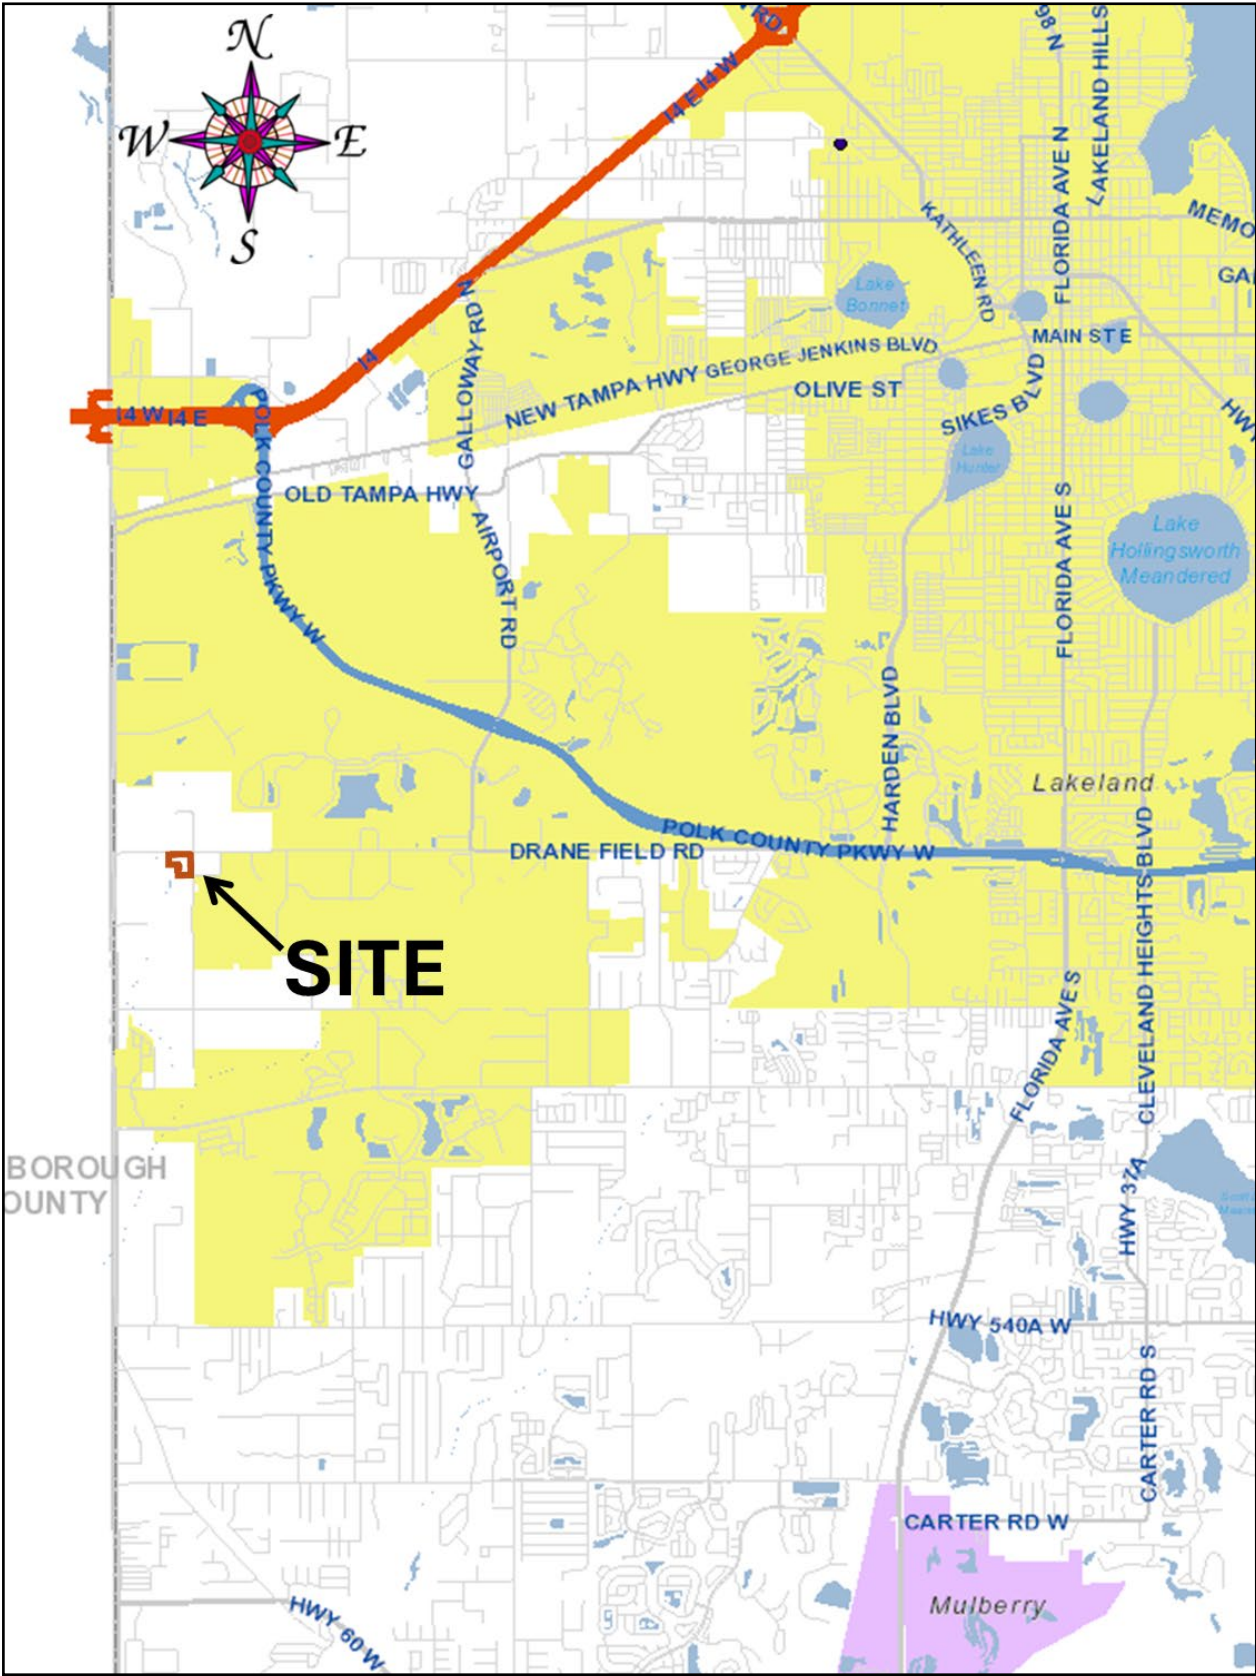 N
W
E
S
RD
I4 W
I4 E
98 N
LAKELAND HILLS
FLORIDA AVE N
MEMO
KATHLEEN RD
GA
Lake
Bonnet
GALLOWAY RD N
MAIN ST E
I4
GEORGE JENKINS BLVD
NEW TAMPA HWY
OLIVE ST
I4 W
I4 E
SIKES BLVD
HW
POLK COUNTY PKWY W
Lake
Hunter
OLD TAMPA HWY
AIRPORT RD
FLORIDA AVE S
Lake
Hollingsworth
Meandered
HARDEN BLVD
Lakeland
POLK COUNTY PKWY W
DRANE FIELD RD
CLEVELAND HEIGHTS BLVD
SITE
FLORIDA AVE S
BOROUGH
OUNTY
HWY 37A
HWY 540A W
CARTER RD S
CARTER RD W
Mulberry
HWY 60 W